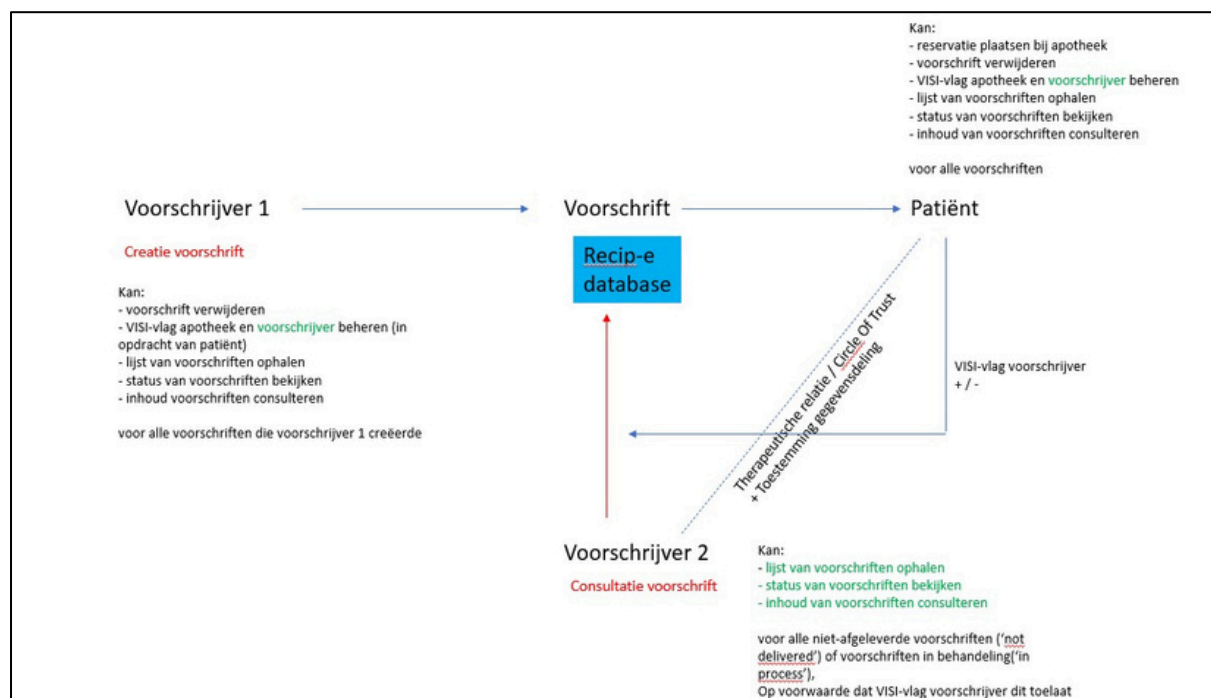 Kan:
- reservatie plaatsen bij apotheek
- voorschrift verwijderen
- VISI-vlag apotheek en voorschrijver beheren
- lijst van voorschriften ophalen
- status van voorschriften bekijken
- inhoud van voorschriften consulteren
voor alle voorschriften
Voorschrijver 1
Voorschrift
Patiënt
Creatie voorschrift
Recip-e
database
Kan:
- voorschrift verwijderen
- VISI-vlag apotheek en voorschrijver beheren (in
opdracht van patiënt)
- lijst van voorschriften ophalen
- status van voorschriften bekijken
- inhoud voorschriften consulteren
voor alle voorschriften die voorschrijver 1 creëerde
Therapeutische relatie / Circle Of Trust
+ Toestemming gegevensdeling
VISI-vlag voorschrijver
+ / -
Voorschrijver 2
Consultatie voorschrift
Kan:
- lijst van voorschriften ophalen
- status van voorschriften bekijken
- inhoud van voorschriften consulteren
voor alle niet-afgeleverde voorschriften ('not
delivered') of voorschriften in behandeling('in
process'),
Op voorwaarde dat VISI-vlag voorschrijver dit toelaat